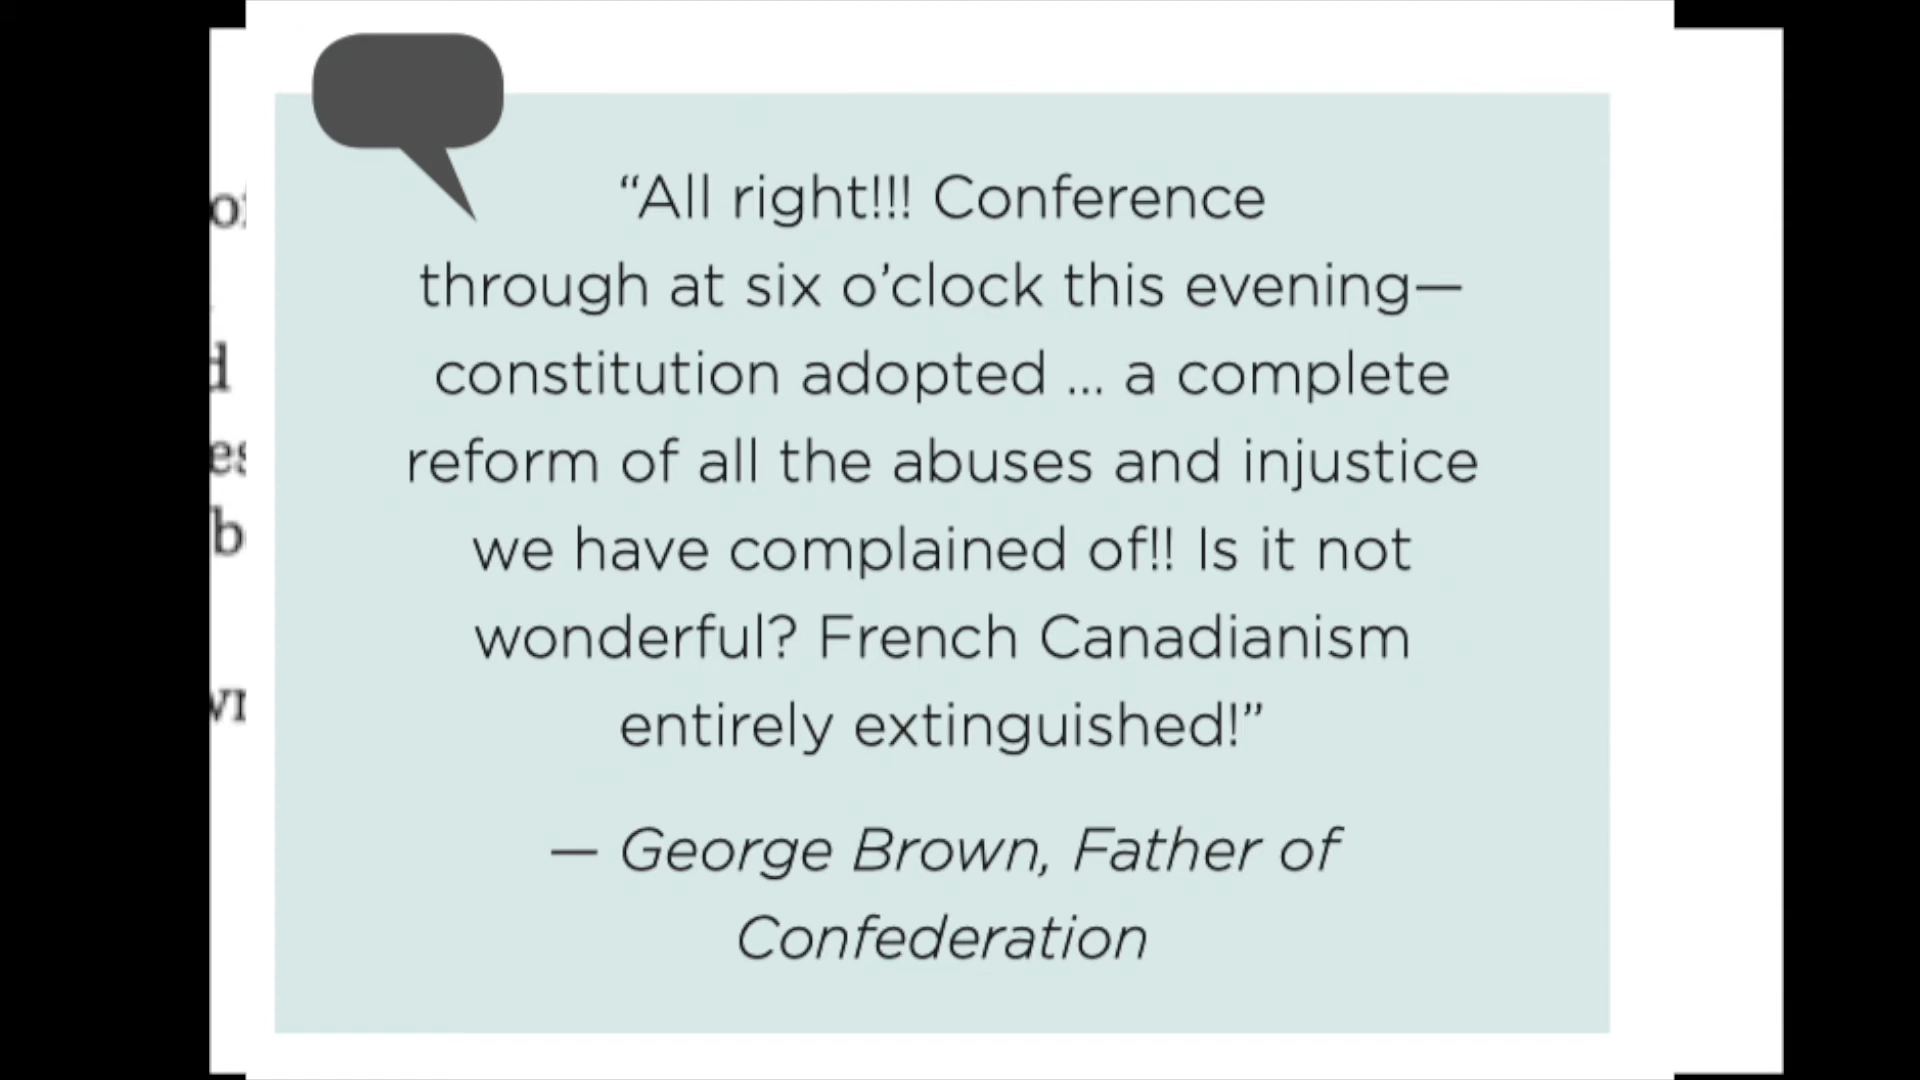 “All right!!! Conference
through at six o’clock this evening—
constitution adopted ... a complete
reform of all the abuses and injustice
we have complained of!! Is it not
wonderful? French Canadianism
entirely extinguished!”
— George Brown, Father of
Confederation